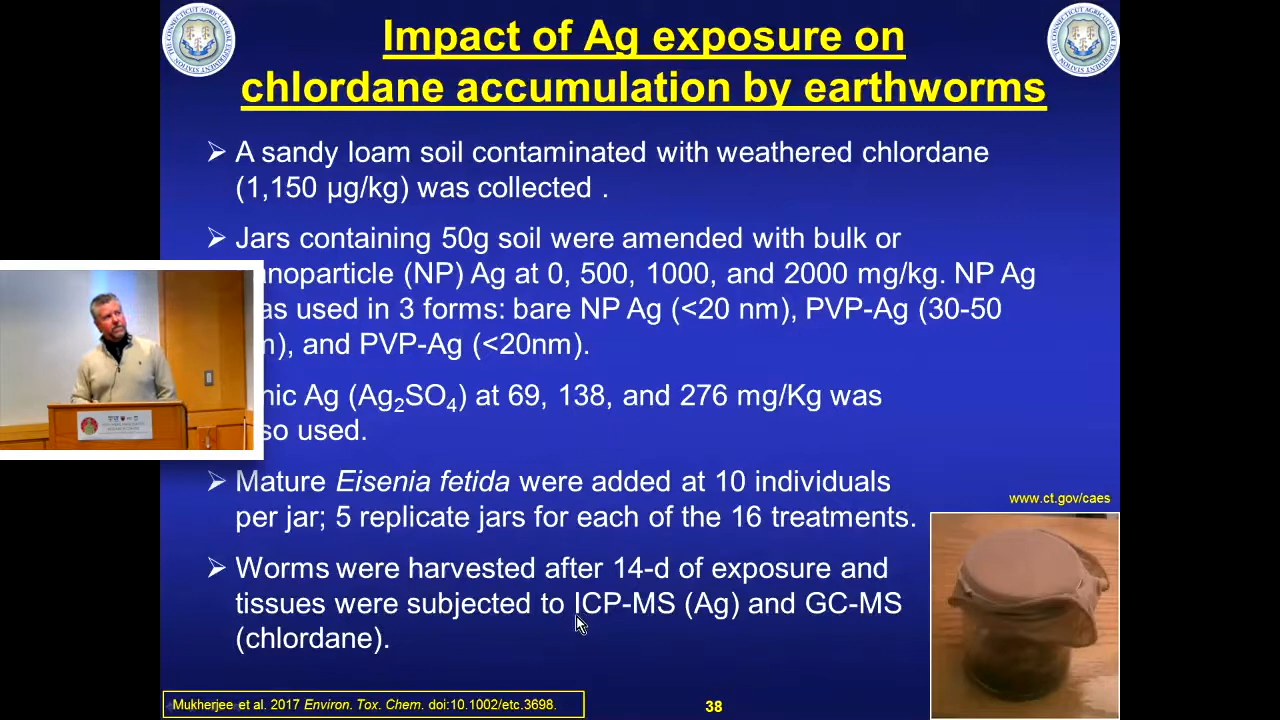 Impact of Ag exposure on
chlordane accumulation by earthworms
A sandy loam soil contaminated with weathered chlordane
(1,150 µg/kg) was collected .
Jars containing 50g soil were amended with bulk or
anoparticle (NP) Ag at 0, 500, 1000, and 2000 mg/kg. NP Ag
as used in 3 forms: bare NP Ag (<20 nm), PVP-Ag (30-50
m), and PVP-Ag (<20nm).
nic Ag (Ag2SO4) at 69, 138, and 276 mg/Kg was
so used.
Mature Eisenia fetida were added at 10 individuals
per jar; 5 replicate jars for each of the 16 treatments.
www.ct.gov/caes
Worms were harvested after 14-d of exposure and
tissues were subjected to ICP-MS (Ag) and GC-MS
(chlordane).
Mukherjee et al. 2017 Environ. Tox. Chem. doi:10.1002/etc.3698.
38